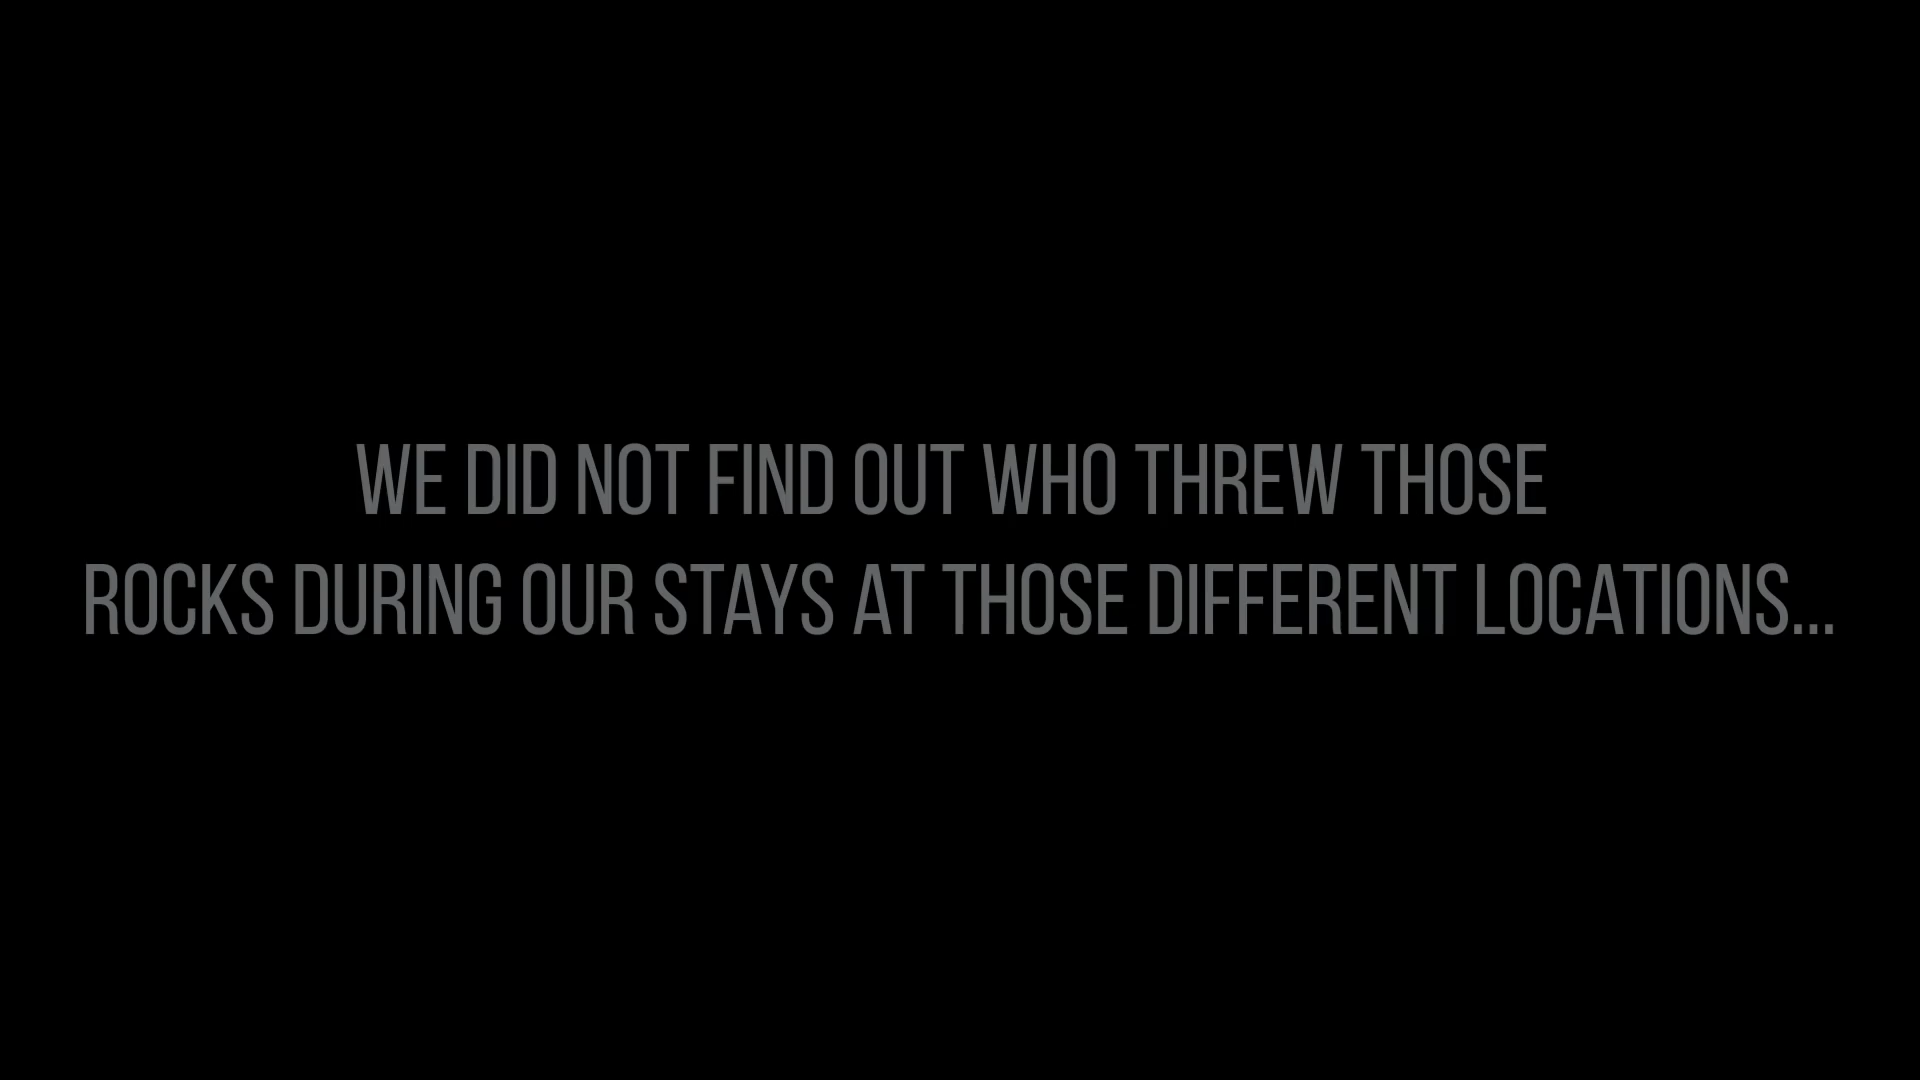 WE DID NOT FIND OUT WHO THREW THOSE
ROCKS DURING OUR STAYS AT THOSE DIFFERENT LOCATIONS...